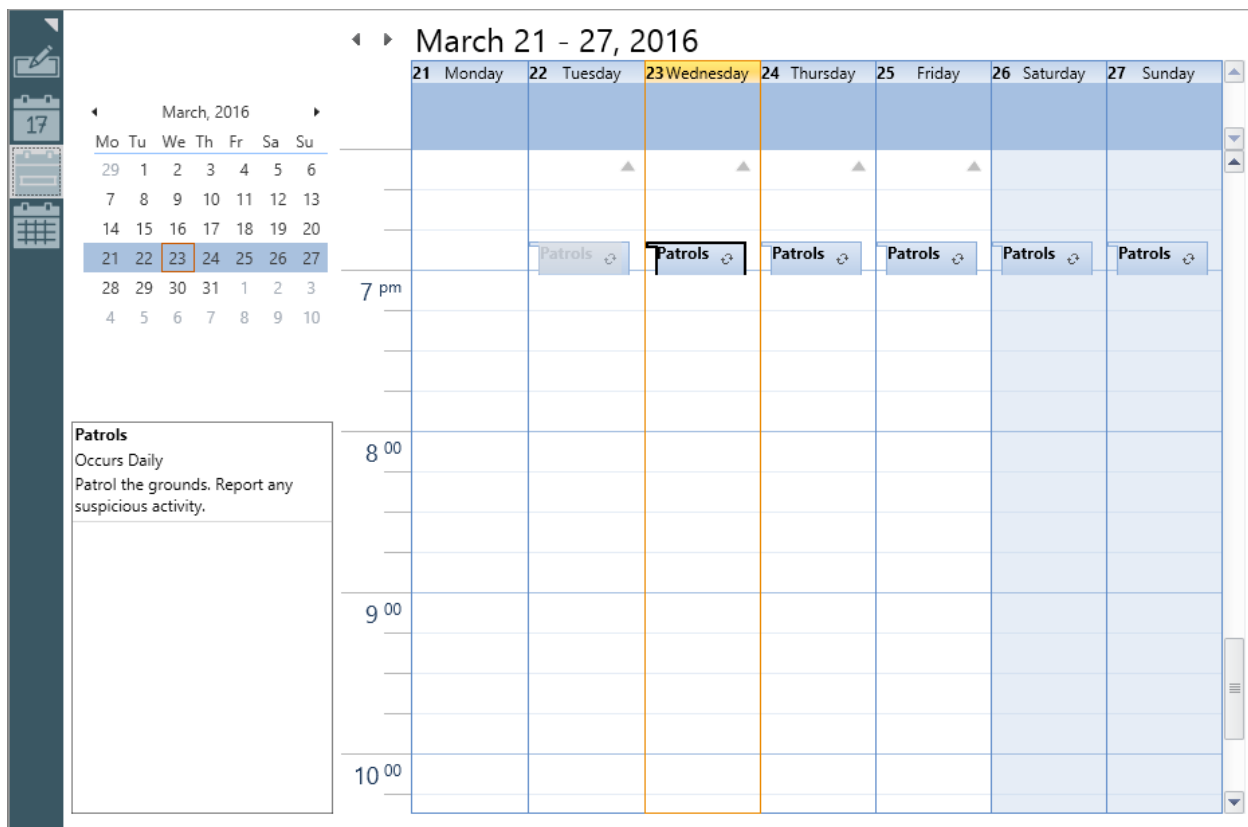 17
March, 2016
Mo Tu We Th Fr Sa Su
29 1 2 3 4 5 6
7 8 9 10 11 12 13
14 15 16 17 18 19 20
21 22 23 24 25 26 27
28 29 30 31 1 2 3
4 5 6 7 8 9 10
Patrols
Occurs Daily
Patrol the grounds. Report any
suspicious activity.
March 21 - 27, 2016
21 Monday 22 Tuesday 23 Wednesday 24 Thursday 25 Friday 26 Saturday 27 Sunday
Patrols Patrols Patrols Patrols Patrols Patrols
7 pm
8 00
9 00
10 00